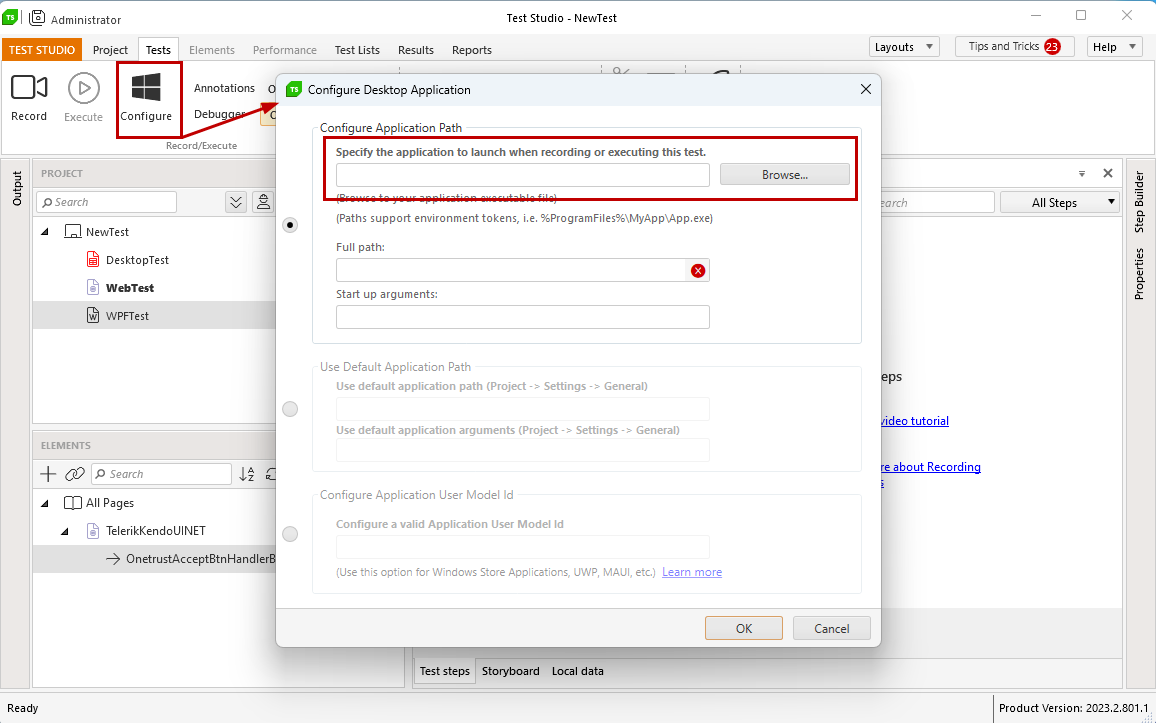 TS
Administrator
Test Studio - NewTest
TEST STUDIO
Project
Tests
Elements
Performance
Test Lists
Results
Reports
Layouts
Tips and Tricks 23
Help
Record
Execute
Configure
Annotations
Debugger
Record/Execute
TS Configure Desktop Application
Configure Application Path
Specify the application to launch when recording or executing this test.
Browse...
(Browse to your application executable file)
(Paths support environment tokens, i.e. %ProgramFiles%\MyApp\App.exe)
Full path:
Start up arguments:
Use Default Application Path
Use default application path (Project -> Settings -> General)
Use default application arguments (Project -> Settings -> General)
Configure Application User Model Id
Configure a valid Application User Model Id
(Use this option for Windows Store Applications, UWP, MAUI, etc.) Learn more
OK
Cancel
Output
PROJECT
Search
NewTest
DesktopTest
WebTest
WPFTest
ELEMENTS
Search
All Pages
TelerikKendoUINET
OnetrustAcceptBtnHandlerB
earch
All Steps
Step Builder
Properties
eps
video tutorial
re about Recording
s
Test steps
Storyboard
Local data
Ready
Product Version: 2023.2.801.1